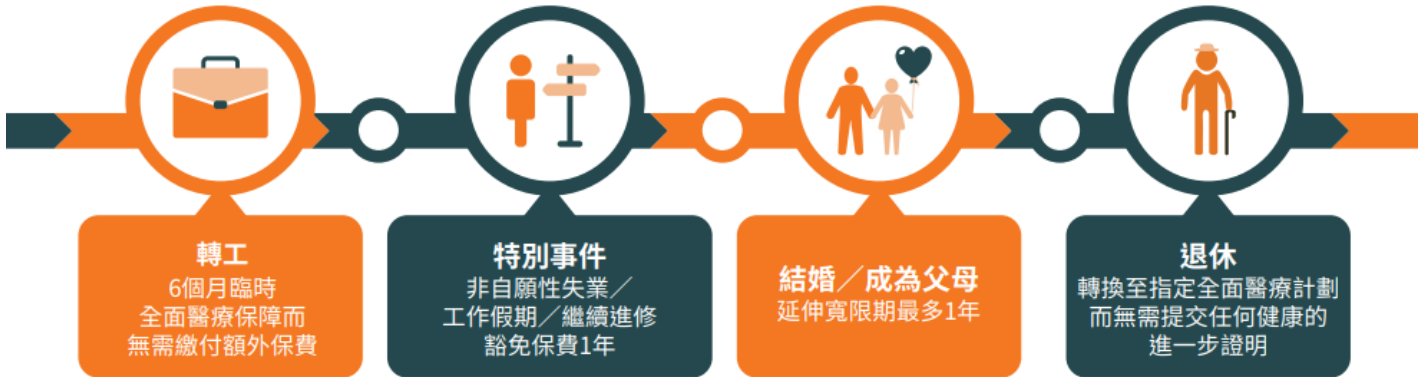 轉工
6個月臨時
全面醫療保障而
無需繳付額外保費
特別事件
非自願性失業／
工作假期／繼續進修
豁免保費1年
結婚／成為父母
延伸寬限期最多1年
退休
轉換至指定全面醫療計劃
而無需提交任何健康的
進一步證明